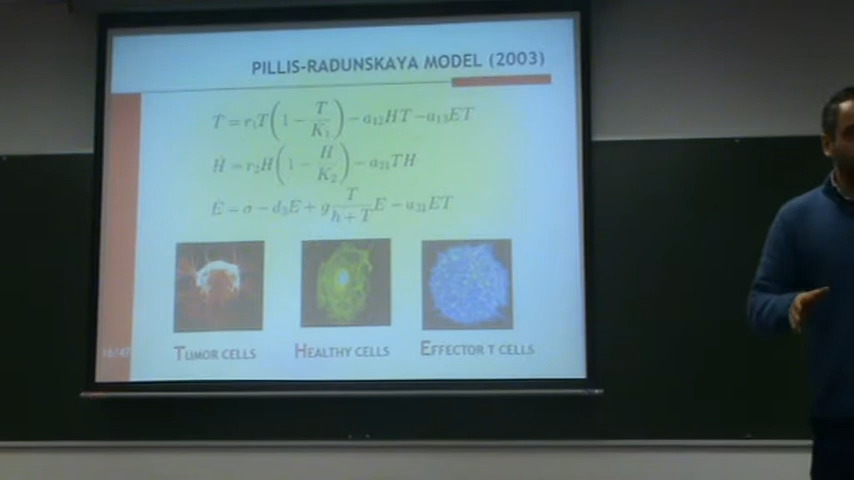 PILLIS-RADUNSKAYA MODEL (2003)
Ṫ = r₁T(1 − T/K₁) − a₁₂HT − a₁₃ET
Ḣ = r₂H(1 − H/K₂) − a₂₁TH
Ė = σ − d₃E + g T/(h + T) E − a₃₁ET
TUMOR CELLS
HEALTHY CELLS
EFFECTOR T CELLS